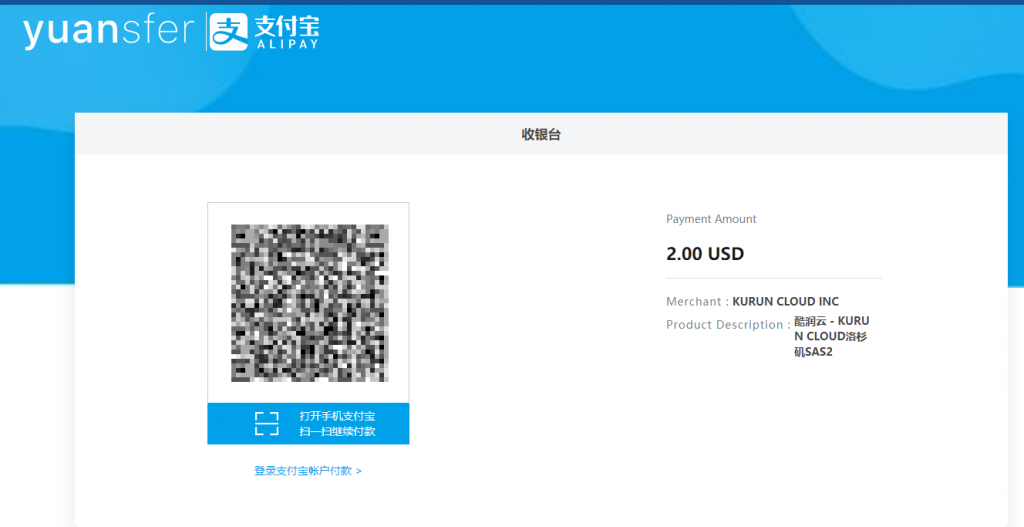 yuansfer 支 支付宝
ALIPAY
收银台
Payment Amount
2.00 USD
Merchant : KURUN CLOUD INC
Product Description : 酷润云 - KURU
N CLOUD洛杉
矶SAS2
打开手机支付宝
扫一扫继续付款
登录支付宝帐户付款 >